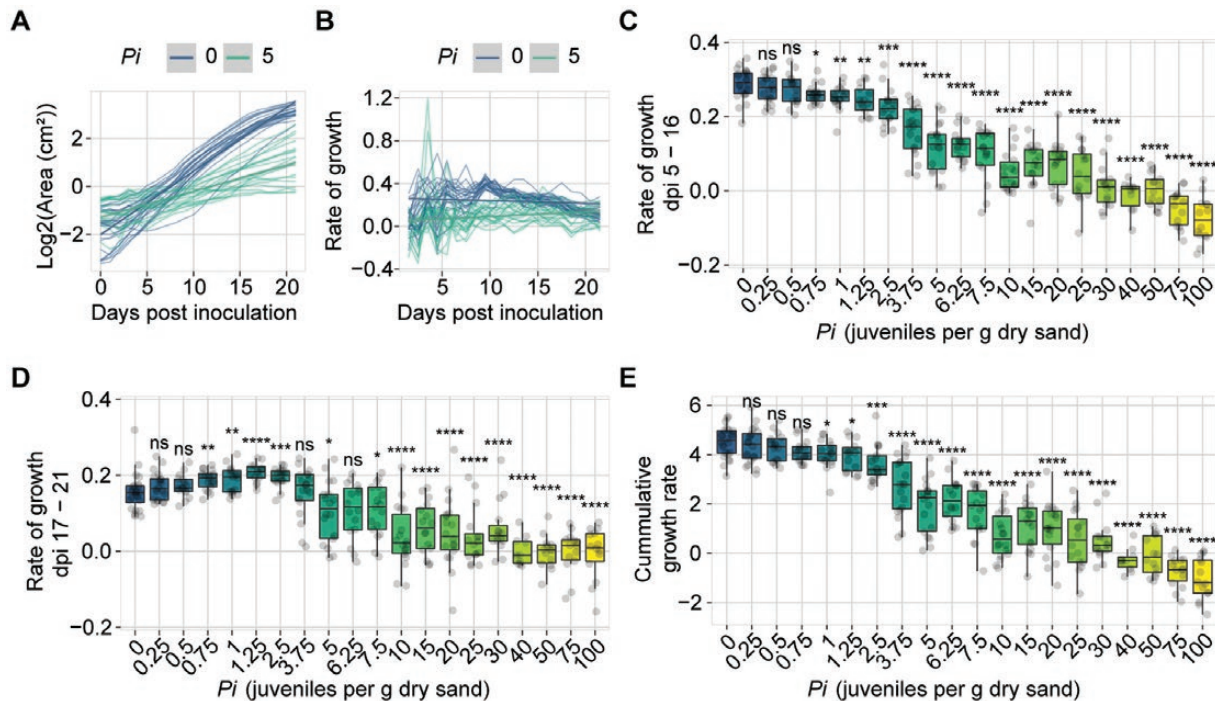 A
Pi 0 5
Log2(Area (cm²))
2
0
−2
0 5 10 15 20
Days post inoculation
B
Pi 0 5
Rate of growth
1.2
0.8
0.4
0.0
−0.4
5 10 15 20
Days post inoculation
C
Rate of growth
dpi 5 − 16
0.4
0.2
0.0
−0.2
ns ns * ** ** *** **** **** **** **** **** **** **** **** **** **** **** **** ****
0 0.25 0.5 0.75 1 1.25 2.5 3.75 5 6.25 7.5 10 15 20 25 30 40 50 75 100
Pi (juveniles per g dry sand)
D
Rate of growth
dpi 17 − 21
0.4
0.2
0.0
−0.2
ns ns ** ** **** *** ns * ns * **** **** **** **** **** **** **** **** ****
0 0.25 0.5 0.75 1 1.25 2.5 3.75 5 6.25 7.5 10 15 20 25 30 40 50 75 100
Pi (juveniles per g dry sand)
E
Cummulative
growth rate
6
4
2
0
−2
ns ns ns * * *** **** **** **** **** **** **** **** **** **** **** **** **** ****
0 0.25 0.5 0.75 1 1.25 2.5 3.75 5 6.25 7.5 10 15 20 25 30 40 50 75 100
Pi (juveniles per g dry sand)